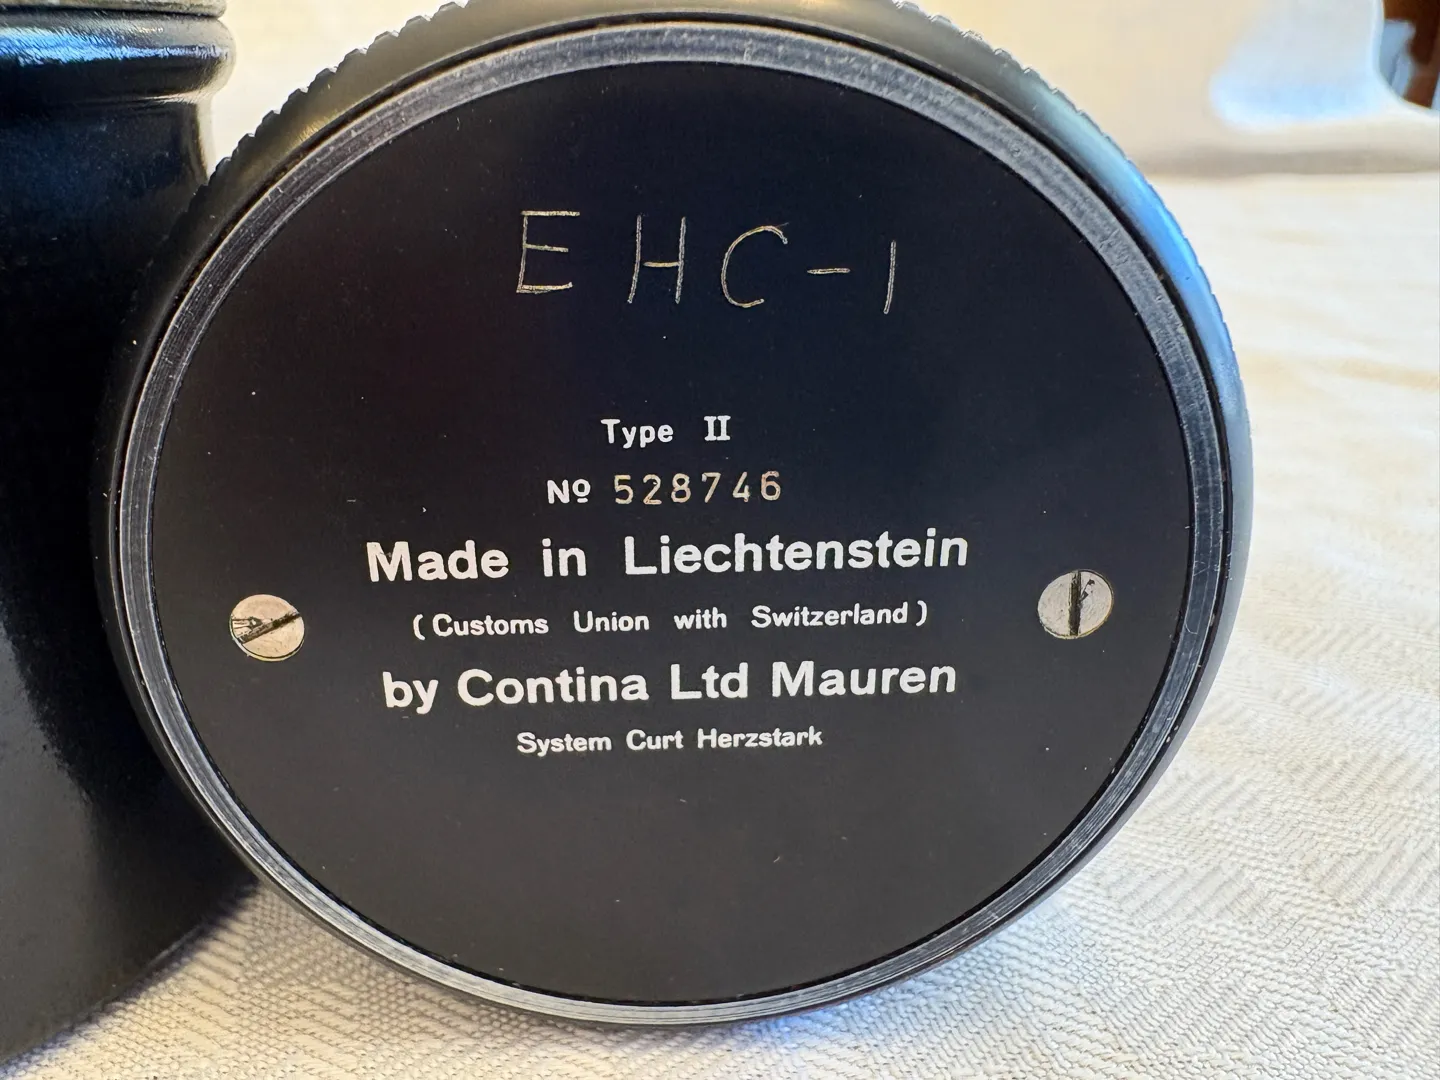 EHC-1
Type II
Nº 528746
Made in Liechtenstein
(Customs Union with Switzerland)
by Contina Ltd Mauren
System Curt Herzstark